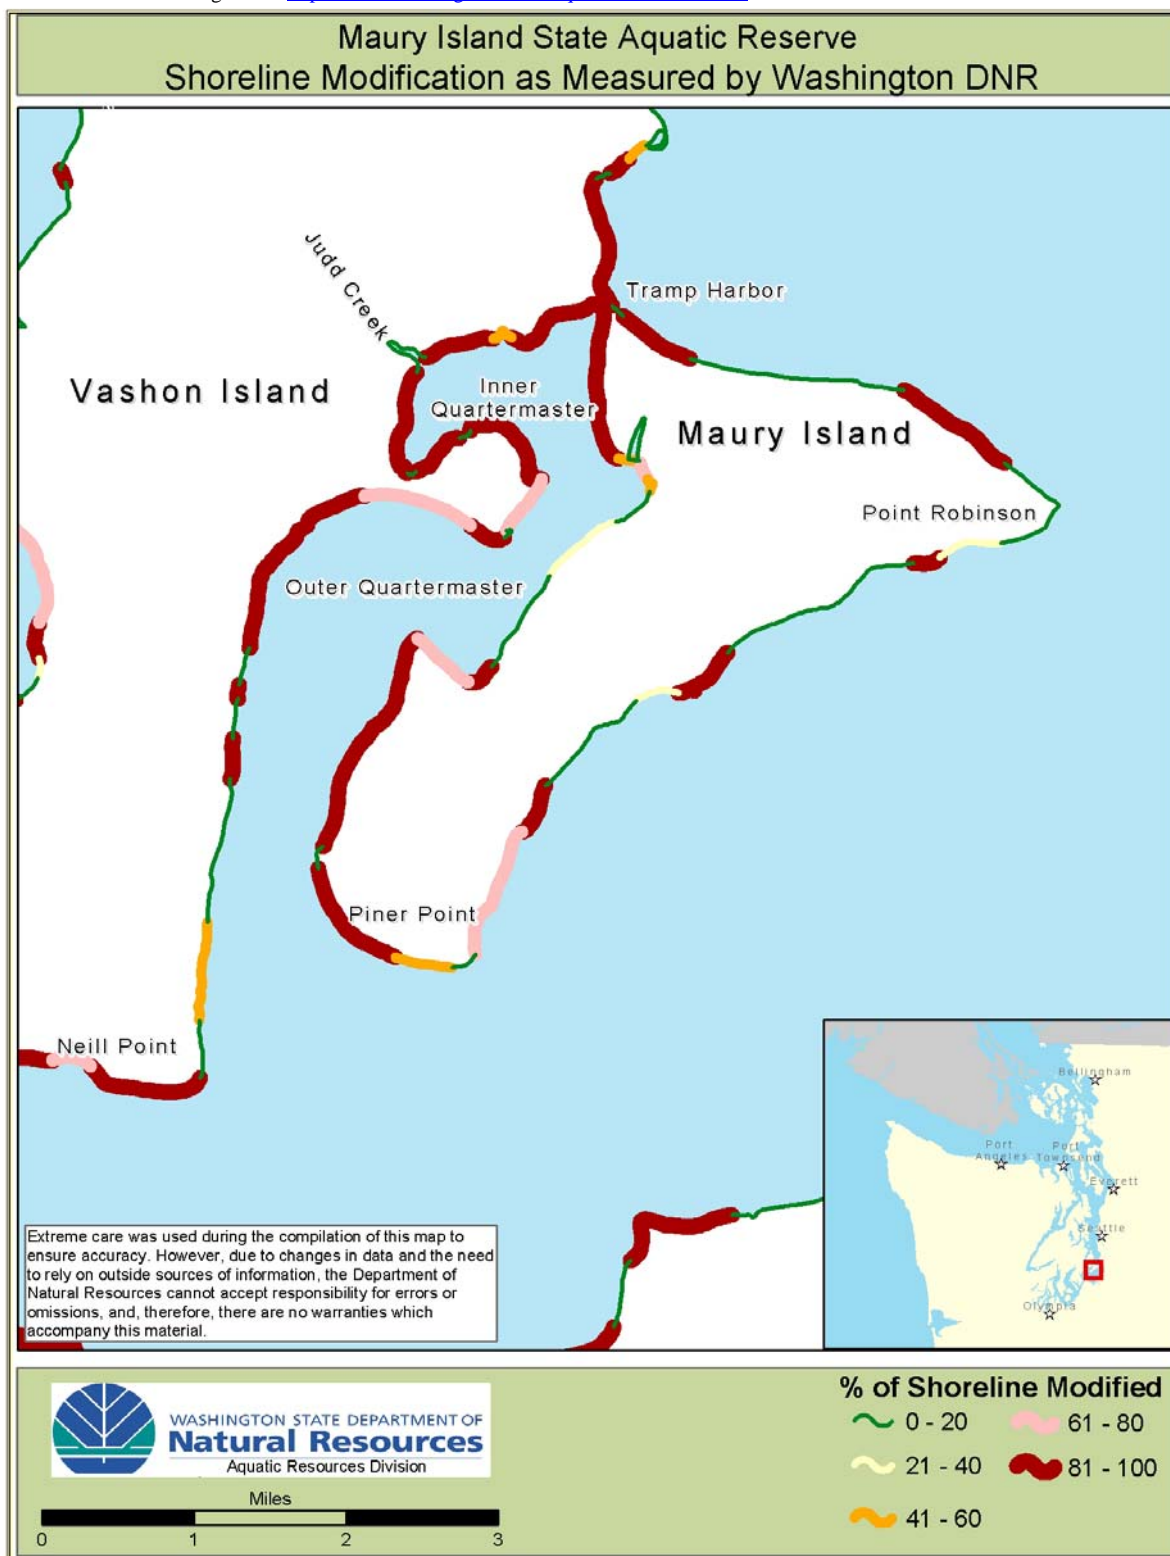 Maury Island State Aquatic Reserve
Shoreline Modification as Measured by Washington DNR
Judd Creek
Tramp Harbor
Vashon Island
Inner
Quartermaster
Maury Island
Point Robinson
Outer Quartermaster
Piner Point
Neill Point
Bellingham
Port
Angeles
Port
Townsend
Everett
Seattle
Olympia
Extreme care was used during the compilation of this map to
ensure accuracy. However, due to changes in data and the need
to rely on outside sources of information, the Department of
Natural Resources cannot accept responsibility for errors or
omissions, and, therefore, there are no warranties which
accompany this material.
WASHINGTON STATE DEPARTMENT OF
Natural Resources
Aquatic Resources Division
Miles
0 1 2 3
% of Shoreline Modified
0 - 20
61 - 80
21 - 40
81 - 100
41 - 60